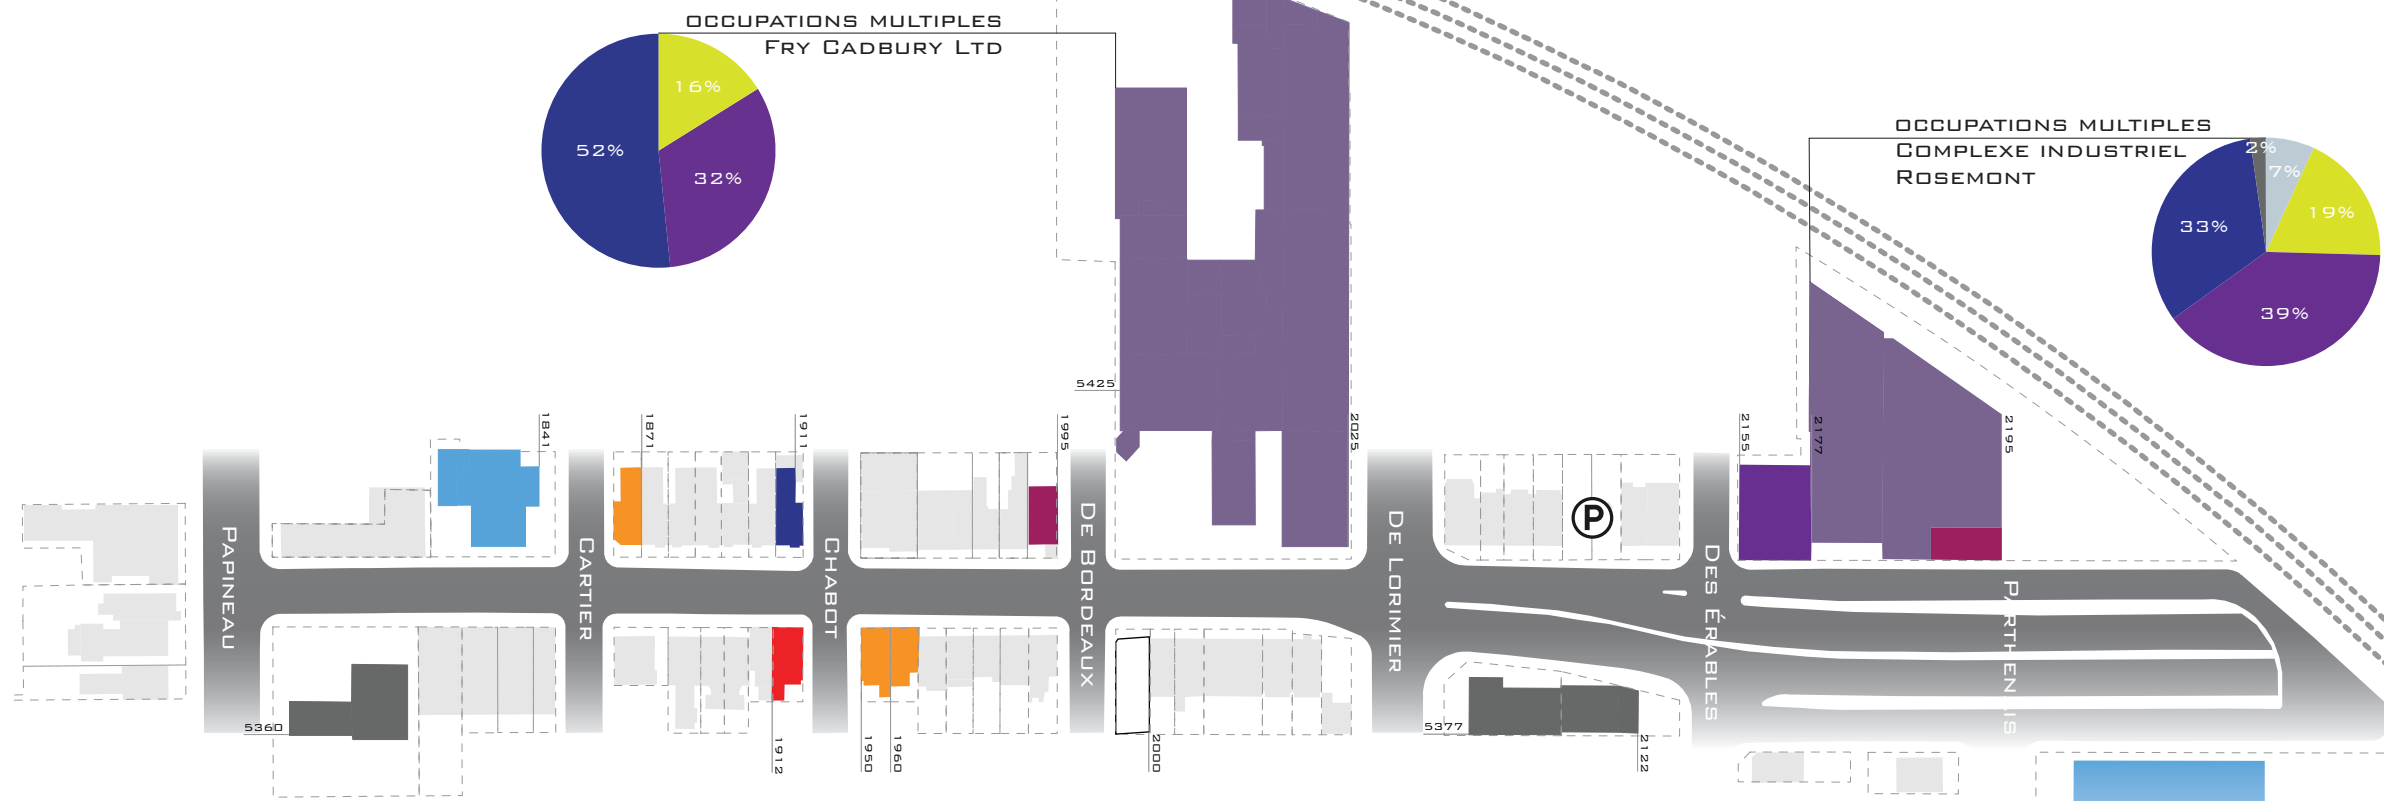 OCCUPATIONS MULTIPLES
FRY CADBURY LTD
16%
52%
32%
OCCUPATIONS MULTIPLES
COMPLEXE INDUSTRIEL
ROSEMONT
2%
7%
19%
33%
39%
5425
1841
1871
1911
1995
2025
2155
2177
2195
P
PAPINEAU
CARTIER
CHABOT
DE BORDEAUX
DE LORIMIER
DES ÉRABLES
PARTHENAIS
5360
1912
1950
1960
2000
5377
2122